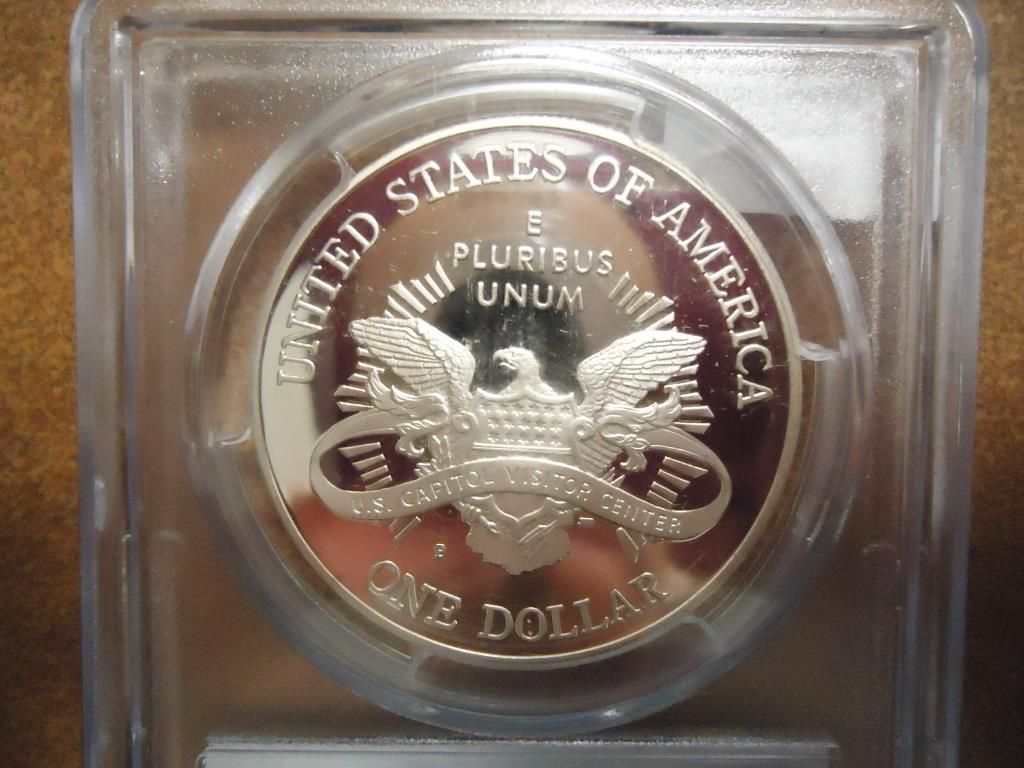 UNITED STATES OF AMERICA
E
PLURIBUS
UNUM
U.S. CAPITOL VISITOR CENTER
P
ONE DOLLAR